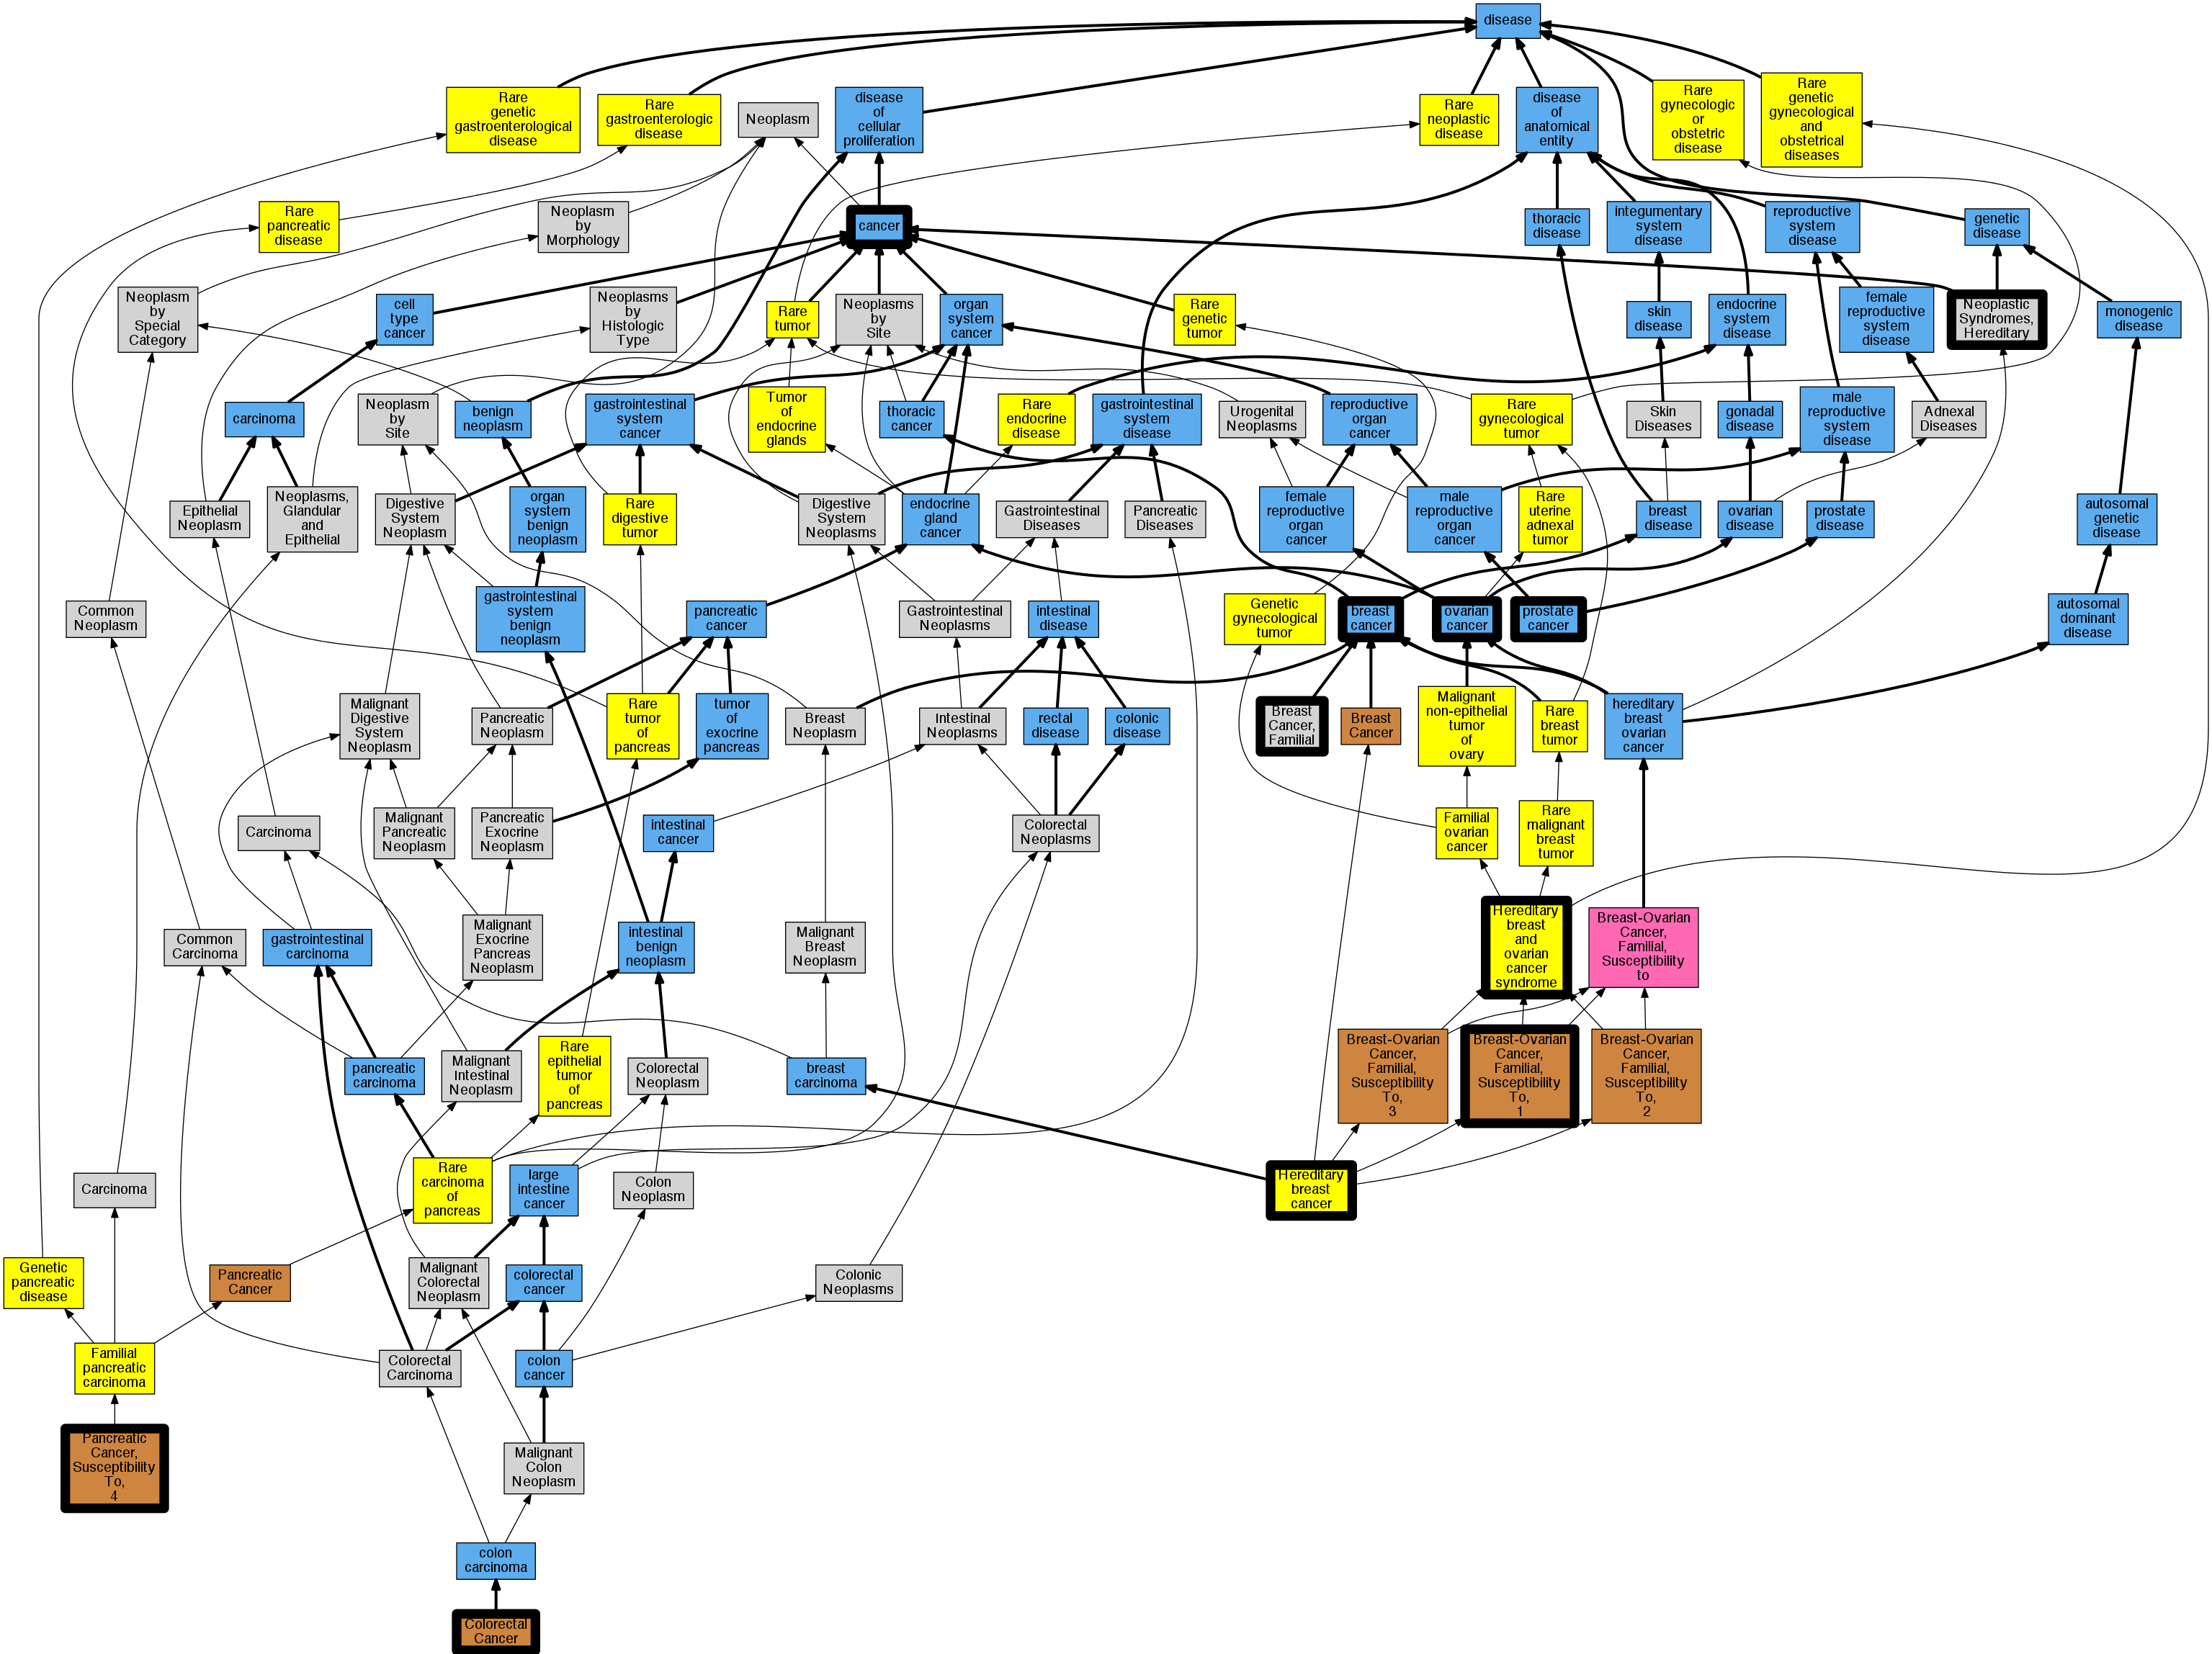 disease
Rare
genetic
gastroenterological
disease
Rare
gastroenterologic
disease
Neoplasm
disease
of
cellular
proliferation
Rare
neoplastic
disease
disease
of
anatomical
entity
Rare
gynecologic
or
obstetric
disease
Rare
genetic
gynecological
and
obstetrical
diseases
Rare
pancreatic
disease
Neoplasm
by
Morphology
cancer
thoracic
disease
integumentary
system
disease
reproductive
system
disease
genetic
disease
Neoplasm
by
Special
Category
cell
type
cancer
Neoplasms
by
Histologic
Type
Rare
tumor
Neoplasms
by
Site
organ
system
cancer
Rare
genetic
tumor
skin
disease
endocrine
system
disease
female
reproductive
system
disease
Neoplastic
Syndromes,
Hereditary
monogenic
disease
carcinoma
Neoplasm
by
Site
benign
neoplasm
gastrointestinal
system
cancer
Tumor
of
endocrine
glands
thoracic
cancer
Rare
endocrine
disease
gastrointestinal
system
disease
Urogenital
Neoplasms
reproductive
organ
cancer
Rare
gynecological
tumor
Skin
Diseases
gonadal
disease
male
reproductive
system
disease
Adnexal
Diseases
Epithelial
Neoplasm
Neoplasms,
Glandular
and
Epithelial
Digestive
System
Neoplasm
organ
system
benign
neoplasm
Rare
digestive
tumor
Digestive
System
Neoplasms
endocrine
gland
cancer
Gastrointestinal
Diseases
Pancreatic
Diseases
female
reproductive
organ
cancer
male
reproductive
organ
cancer
Rare
uterine
adnexal
tumor
breast
disease
ovarian
disease
prostate
disease
autosomal
genetic
disease
Common
Neoplasm
gastrointestinal
system
benign
neoplasm
pancreatic
cancer
Gastrointestinal
Neoplasms
intestinal
disease
Genetic
gynecological
tumor
breast
cancer
ovarian
cancer
prostate
cancer
autosomal
dominant
disease
Malignant
Digestive
System
Neoplasm
Pancreatic
Neoplasm
Rare
tumor
of
pancreas
tumor
of
exocrine
pancreas
Breast
Neoplasm
Intestinal
Neoplasms
rectal
disease
colonic
disease
Breast
Cancer,
Familial
Breast
Cancer
Malignant
non-epithelial
tumor
of
ovary
Rare
breast
tumor
hereditary
breast
ovarian
cancer
Carcinoma
Malignant
Pancreatic
Neoplasm
Pancreatic
Exocrine
Neoplasm
intestinal
cancer
Colorectal
Neoplasms
Familial
ovarian
cancer
Rare
malignant
breast
tumor
Common
Carcinoma
gastrointestinal
carcinoma
Malignant
Exocrine
Pancreas
Neoplasm
intestinal
benign
neoplasm
Malignant
Breast
Neoplasm
Hereditary
breast
and
ovarian
cancer
syndrome
Breast-Ovarian
Cancer,
Familial,
Susceptibility
to
pancreatic
carcinoma
Malignant
Intestinal
Neoplasm
Rare
epithelial
tumor
of
pancreas
Colorectal
Neoplasm
breast
carcinoma
Breast-Ovarian
Cancer,
Familial,
Susceptibility
To,
3
Breast-Ovarian
Cancer,
Familial,
Susceptibility
To,
1
Breast-Ovarian
Cancer,
Familial,
Susceptibility
To,
2
Carcinoma
Rare
carcinoma
of
pancreas
large
intestine
cancer
Colon
Neoplasm
Hereditary
breast
cancer
Genetic
pancreatic
disease
Pancreatic
Cancer
Malignant
Colorectal
Neoplasm
colorectal
cancer
Colonic
Neoplasms
Familial
pancreatic
carcinoma
Colorectal
Carcinoma
colon
cancer
Pancreatic
Cancer,
Susceptibility
To,
4
Malignant
Colon
Neoplasm
colon
carcinoma
Colorectal
Cancer